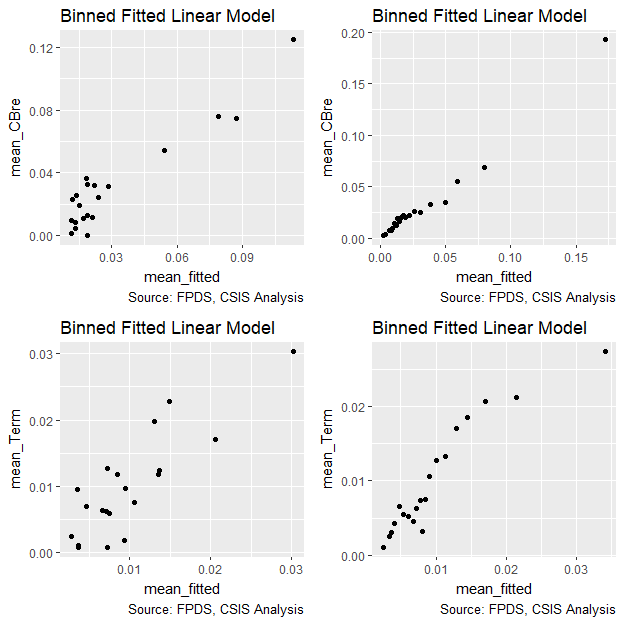 Binned Fitted Linear Model
mean_CBre
0.12
0.08
0.04
0.00
0.03 0.06 0.09
mean_fitted
Source: FPDS, CSIS Analysis
Binned Fitted Linear Model
mean_CBre
0.20
0.15
0.10
0.05
0.00
0.00 0.05 0.10 0.15
mean_fitted
Source: FPDS, CSIS Analysis
Binned Fitted Linear Model
mean_Term
0.03
0.02
0.01
0.00
0.01 0.02 0.03
mean_fitted
Source: FPDS, CSIS Analysis
Binned Fitted Linear Model
mean_Term
0.02
0.01
0.00
0.01 0.02 0.03
mean_fitted
Source: FPDS, CSIS Analysis